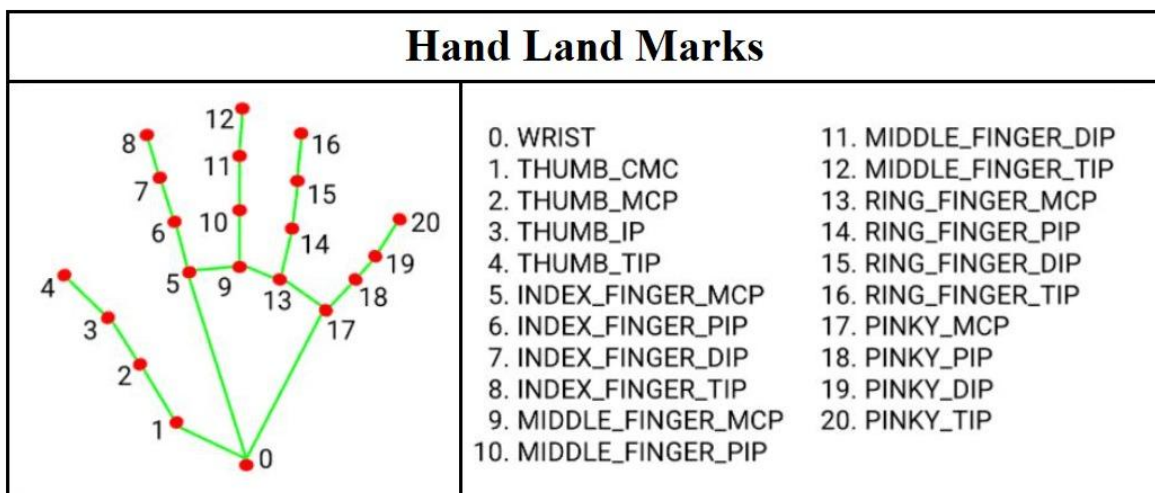 Hand Land Marks
12
8
16
11
7
15
10
6
20
14
4
5
9
13
19
18
3
17
2
1
0
0. WRIST
1. THUMB_CMC
2. THUMB_MCP
3. THUMB_IP
4. THUMB_TIP
5. INDEX_FINGER_MCP
6. INDEX_FINGER_PIP
7. INDEX_FINGER_DIP
8. INDEX_FINGER_TIP
9. MIDDLE_FINGER_MCP
10. MIDDLE_FINGER_PIP
11. MIDDLE_FINGER_DIP
12. MIDDLE_FINGER_TIP
13. RING_FINGER_MCP
14. RING_FINGER_PIP
15. RING_FINGER_DIP
16. RING_FINGER_TIP
17. PINKY_MCP
18. PINKY_PIP
19. PINKY_DIP
20. PINKY_TIP